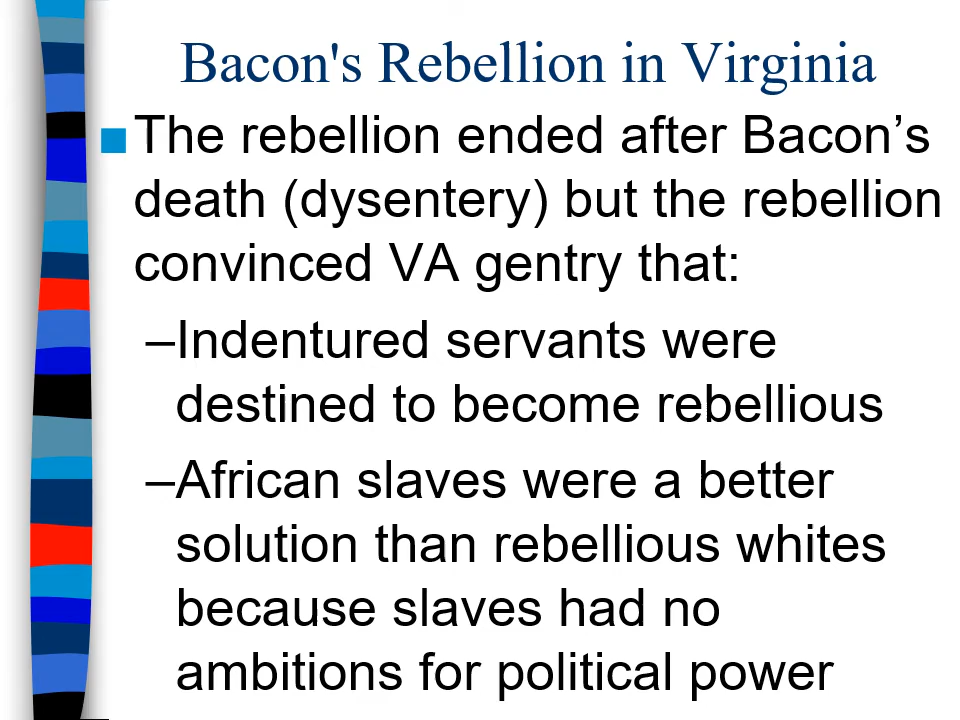 Bacon's Rebellion in Virginia
The rebellion ended after Bacon’s
death (dysentery) but the rebellion
convinced VA gentry that:
–Indentured servants were
destined to become rebellious
–African slaves were a better
solution than rebellious whites
because slaves had no
ambitions for political power